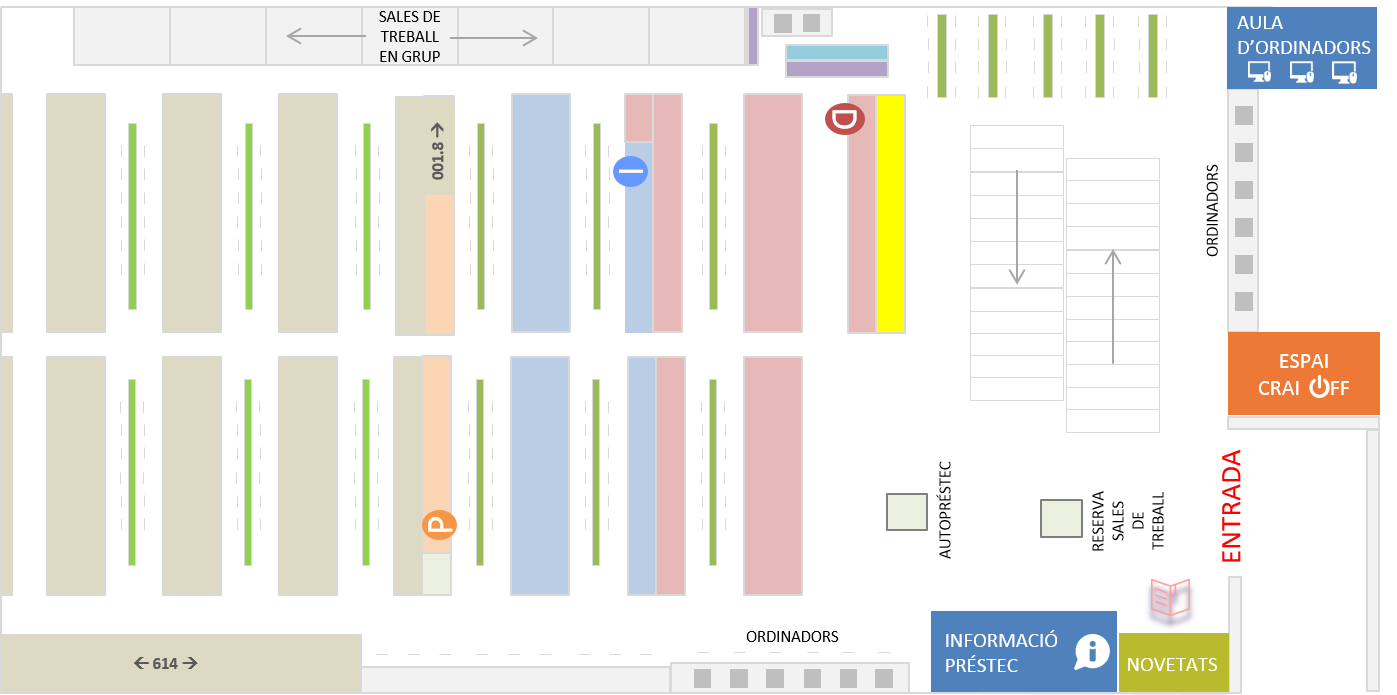 SALES DE
TREBALL
EN GRUP
AULA
D'ORDINADORS
D
001.8 →
I
ORDINADORS
ESPAI
CRAI OFF
ENTRADA
AUTOPRÉSTEC
RESERVA
SALES
DE
TREBALL
P
ORDINADORS
INFORMACIÓ
PRÉSTEC
i
NOVETATS
← 614 →